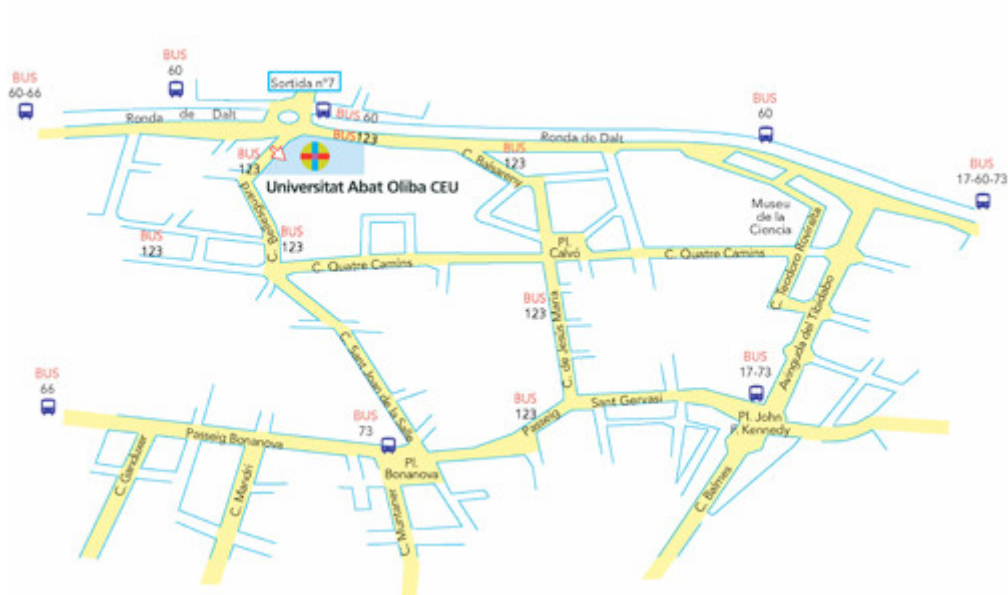 BUS
60
BUS
60-66
Sortida nº7
Ronda de Dalt
BUS 60
BUS 123
Ronda de Dalt
BUS
60
BUS
123
Universitat Abat Oliba CEU
C. Balsareny
BUS
123
BUS
17-60-73
C. Bellesguard
BUS
123
BUS
123
Museu
de la
Ciencia
Pl.
Calvó
C. Quatre Camins
C. Quatre Camins
C. Teodoro Roviralta
BUS
123
C. de Jesús Maria
Avinguda del Tibidabo
C. Sant Joan de la Salle
BUS
66
BUS
17-73
BUS
73
BUS
123
Passeig
Sant Gervasi
Pl. John
F. Kennedy
Passeig Bonanova
Pl.
Bonanova
C. Ganduxer
C. Mandri
C. Muntaner
C. Balmes